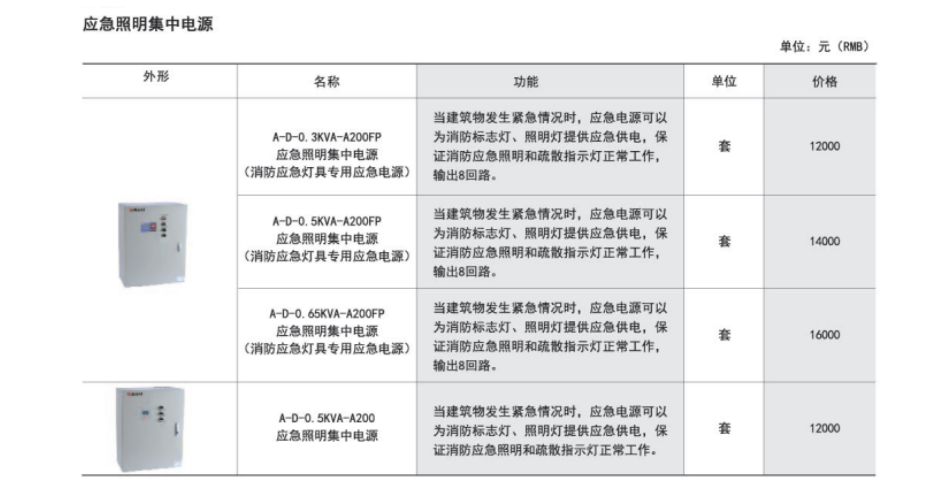 应急照明集中电源
单位：元（RMB）
外形
名称
功能
单位
价格
A-D-0.3KVA-A200FP
应急照明集中电源
（消防应急灯具专用应急电源）
当建筑物发生紧急情况时，应急电源可以
为消防标志灯、照明灯提供应急供电，保
证消防应急照明和疏散指示灯正常工作，
输出8回路。
套
12000
A-D-0.5KVA-A200FP
应急照明集中电源
（消防应急灯具专用应急电源）
当建筑物发生紧急情况时，应急电源可以
为消防标志灯、照明灯提供应急供电，保
证消防应急照明和疏散指示灯正常工作，
输出8回路。
套
14000
A-D-0.65KVA-A200FP
应急照明集中电源
（消防应急灯具专用应急电源）
当建筑物发生紧急情况时，应急电源可以
为消防标志灯、照明灯提供应急供电，保
证消防应急照明和疏散指示灯正常工作，
输出8回路。
套
16000
A-D-0.5KVA-A200
应急照明集中电源
当建筑物发生紧急情况时，应急电源可以
为消防标志灯、照明灯提供应急供电，保
证消防应急照明和疏散指示灯正常工作。
套
12000